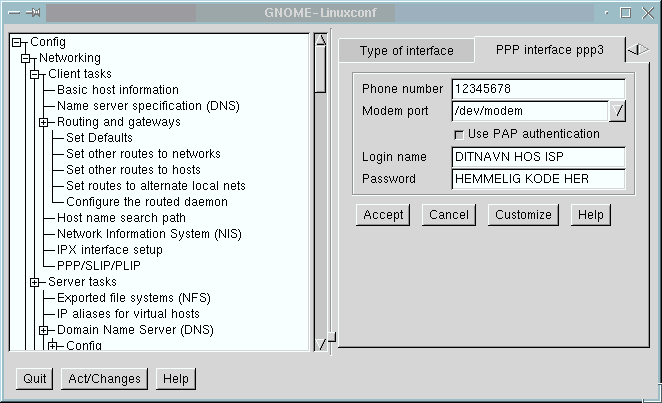 GNOME-Linuxconf
Config
Networking
Client tasks
Basic host information
Name server specification (DNS)
Routing and gateways
Set Defaults
Set other routes to networks
Set other routes to hosts
Set routes to alternate local nets
Configure the routed daemon
Host name search path
Network Information System (NIS)
IPX interface setup
PPP/SLIP/PLIP
Server tasks
Exported file systems (NFS)
IP aliases for virtual hosts
Domain Name Server (DNS)
Config
Type of interface
PPP interface ppp3
Phone number 12345678
Modem port /dev/modem
Use PAP authentication
Login name DITNAVN HOS ISP
Password HEMMELIG KODE HER
Accept Cancel Customize Help
Quit Act/Changes Help